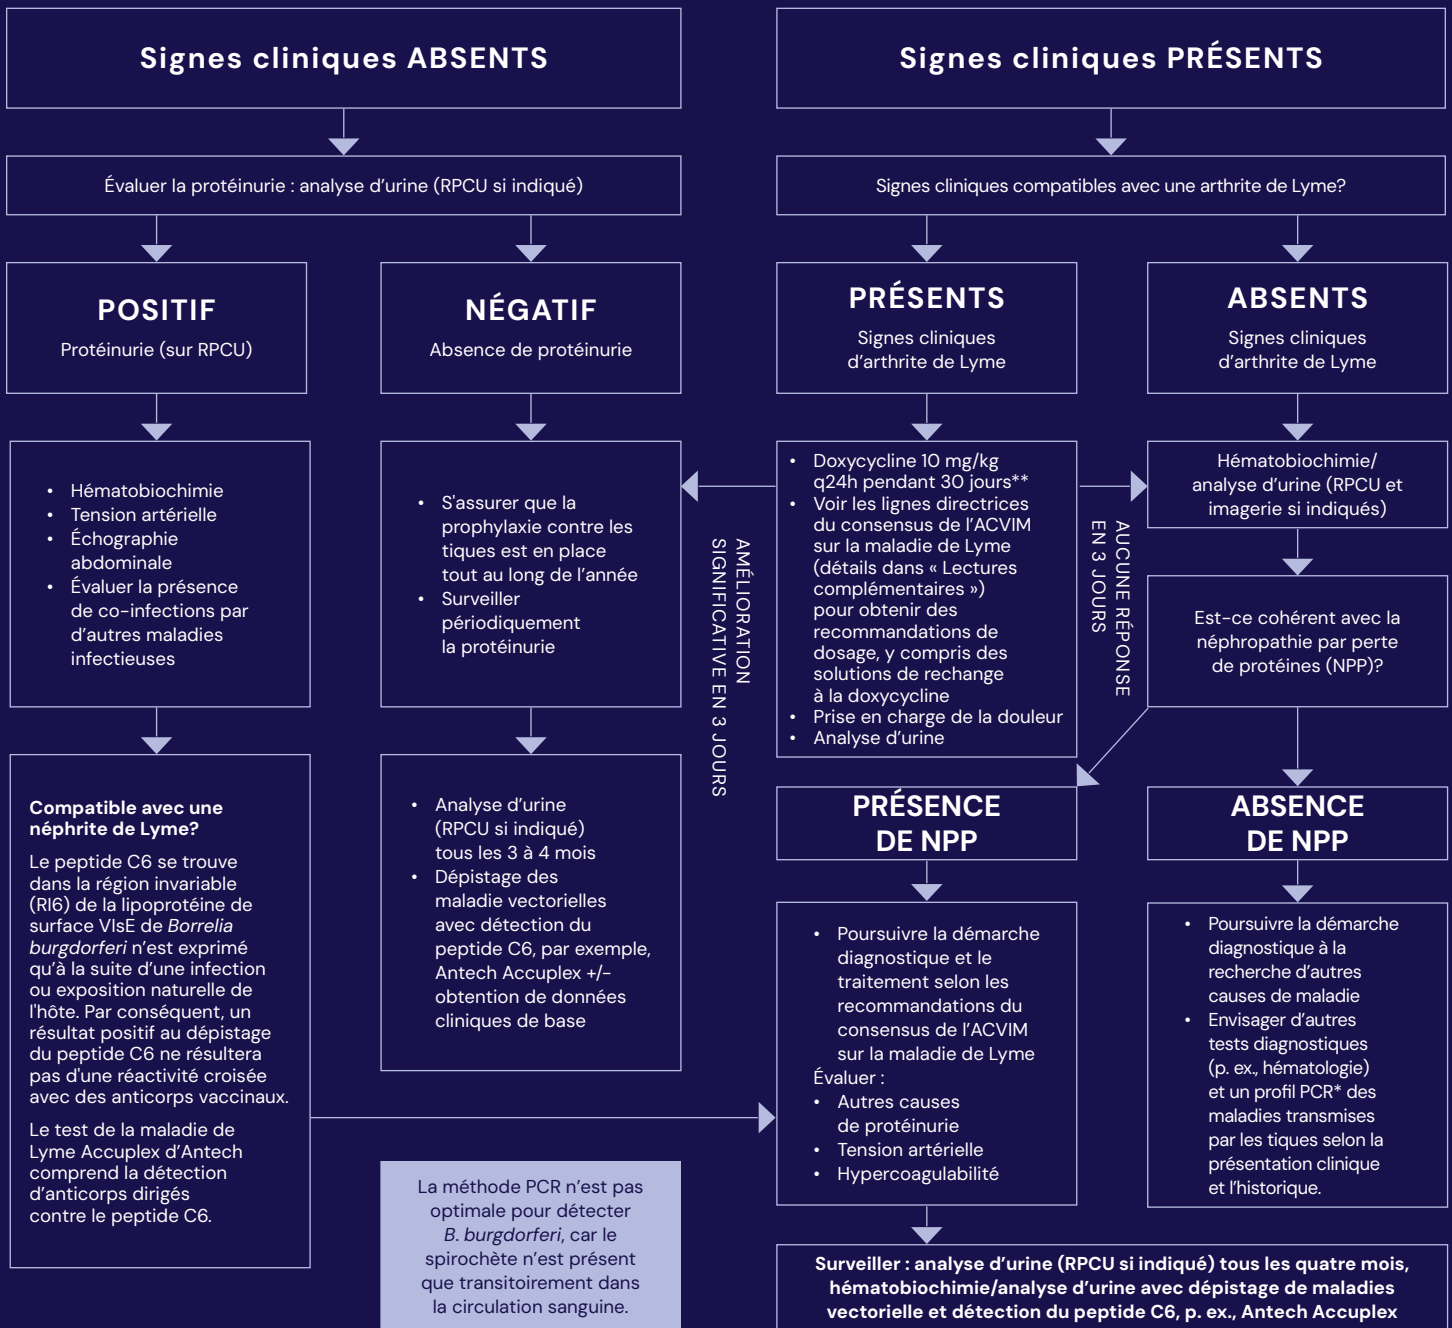 Signes cliniques ABSENTS
Évaluer la protéinurie : analyse d’urine (RPCU si indiqué)
POSITIF
Protéinurie (sur RPCU)
NÉGATIF
Absence de protéinurie
• Hématobiochimie
• Tension artérielle
• Échographie
abdominale
• Évaluer la présence
de co-infections par
d’autres maladies
infectieuses
• S'assurer que la
prophylaxie contre les
tiques est en place
tout au long de l’année
• Surveiller
périodiquement
la protéinurie
Compatible avec une
néphrite de Lyme?
Le peptide C6 se trouve
dans la région invariable
(RI6) de la lipoprotéine de
surface VIsE de Borrelia
burgdorferi n’est exprimé
qu’à la suite d’une infection
ou exposition naturelle de
l'hôte. Par conséquent, un
résultat positif au dépistage
du peptide C6 ne résultera
pas d'une réactivité croisée
avec des anticorps vaccinaux.
Le test de la maladie de
Lyme Accuplex d’Antech
comprend la détection
d’anticorps dirigés
contre le peptide C6.
• Analyse d’urine
(RPCU si indiqué)
tous les 3 à 4 mois
• Dépistage des
maladie vectorielles
avec détection du
peptide C6, par exemple,
Antech Accuplex +/-
obtention de données
cliniques de base
La méthode PCR n’est pas
optimale pour détecter
B. burgdorferi, car le
spirochète n’est présent
que transitoirement dans
la circulation sanguine.
Signes cliniques PRÉSENTS
Signes cliniques compatibles avec une arthrite de Lyme?
PRÉSENTS
Signes cliniques
d’arthrite de Lyme
ABSENTS
Signes cliniques
d’arthrite de Lyme
AMÉLIORATION
SIGNIFICATIVE EN 3 JOURS
• Doxycycline 10 mg/kg
q24h pendant 30 jours**
• Voir les lignes directrices
du consensus de l’ACVIM
sur la maladie de Lyme
(détails dans « Lectures
complémentaires »)
pour obtenir des
recommandations de
dosage, y compris des
solutions de rechange
à la doxycycline
• Prise en charge de la douleur
• Analyse d’urine
AUCUNE RÉPONSE
EN 3 JOURS
Hématobiochimie/
analyse d’urine (RPCU et
imagerie si indiqués)
Est-ce cohérent avec la
néphropathie par perte
de protéines (NPP)?
PRÉSENCE
DE NPP
ABSENCE
DE NPP
• Poursuivre la démarche
diagnostique et le
traitement selon les
recommandations du
consensus de l’ACVIM
sur la maladie de Lyme
Évaluer :
• Autres causes
de protéinurie
• Tension artérielle
• Hypercoagulabilité
• Poursuivre la démarche
diagnostique à la
recherche d’autres
causes de maladie
• Envisager d’autres
tests diagnostiques
(p. ex., hématologie)
et un profil PCR* des
maladies transmises
par les tiques selon la
présentation clinique
et l’historique.
Surveiller : analyse d’urine (RPCU si indiqué) tous les quatre mois,
hématobiochimie/analyse d’urine avec dépistage de maladies
vectorielle et détection du peptide C6, p. ex., Antech Accuplex